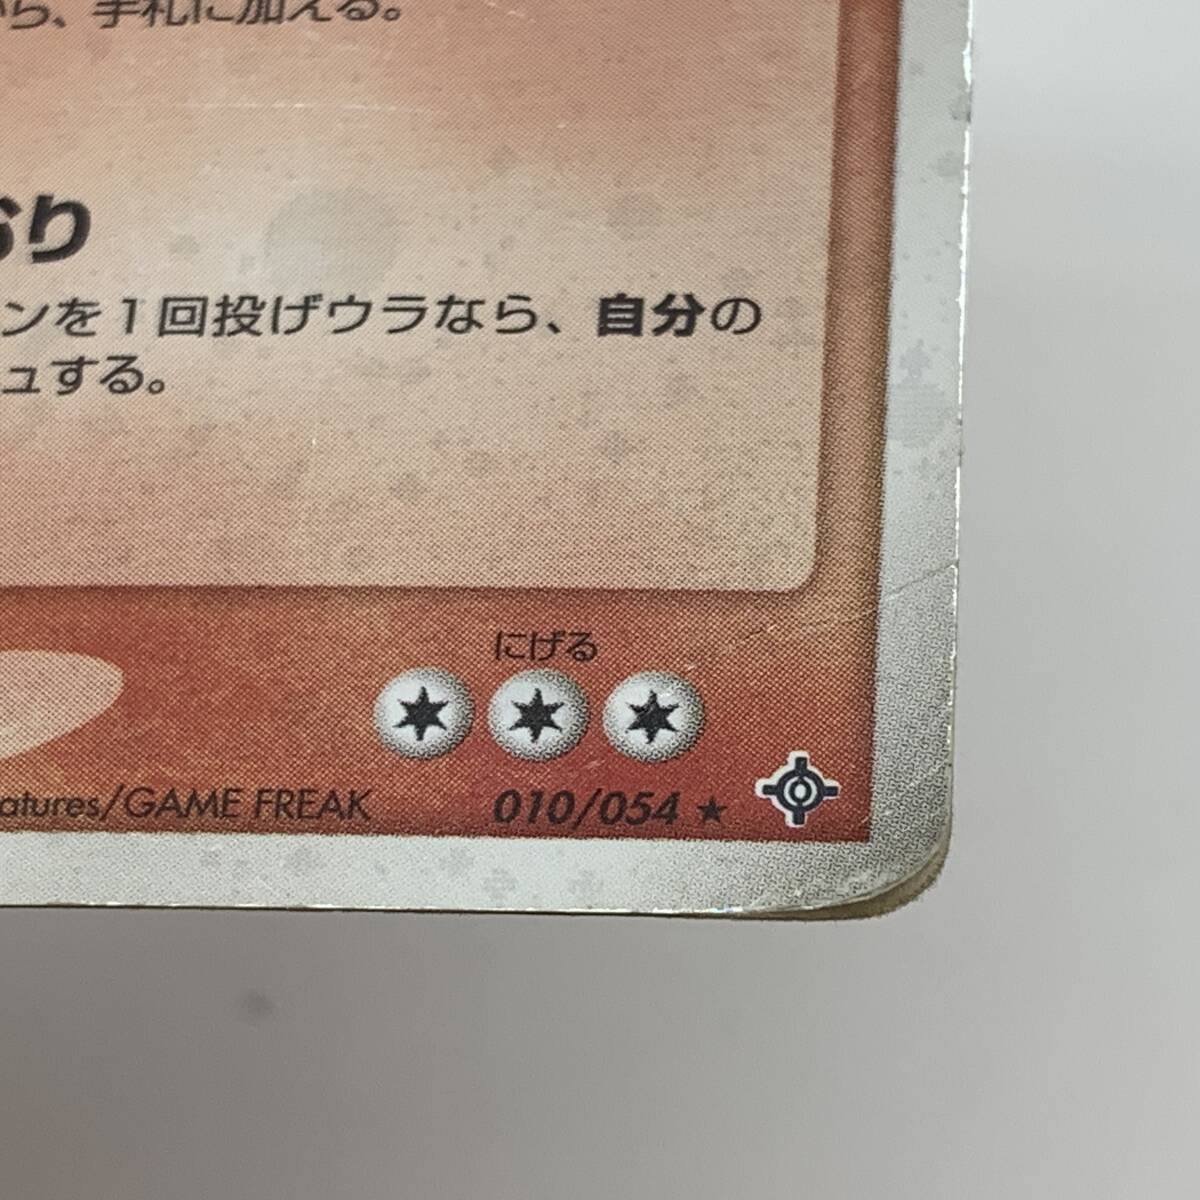 ら、手札に加える。
おり
ンを1回投げウラなら、自分の
ュする。
にげる
atures/GAME FREAK
010/054 ★